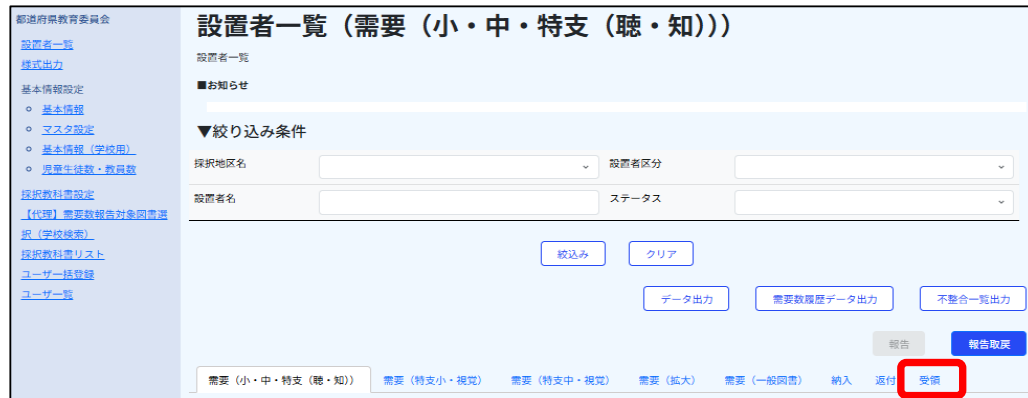 都道府県教育委員会
設置者一覧
様式出力
基本情報設定
基本情報
マスタ設定
基本情報（学校用）
児童生徒数・教員数
採択教科書設定
【代理】需要数報告対象図書選
択（学校検索）
採択教科書リスト
ユーザ一括登録
ユーザ一覧
設置者一覧（需要（小・中・特支（聴・知）））
設置者一覧
■お知らせ
▼絞り込み条件
採択地区名 設置者区分
設置者名 ステータス
絞込み クリア
データ出力 需要数履歴データ出力 不整合一覧出力
報告 報告取戻
需要（小・中・特支（聴・知）） 需要（特支小・視覚） 需要（特支中・視覚） 需要（拡大） 需要（一般図書） 納入 返付 受領